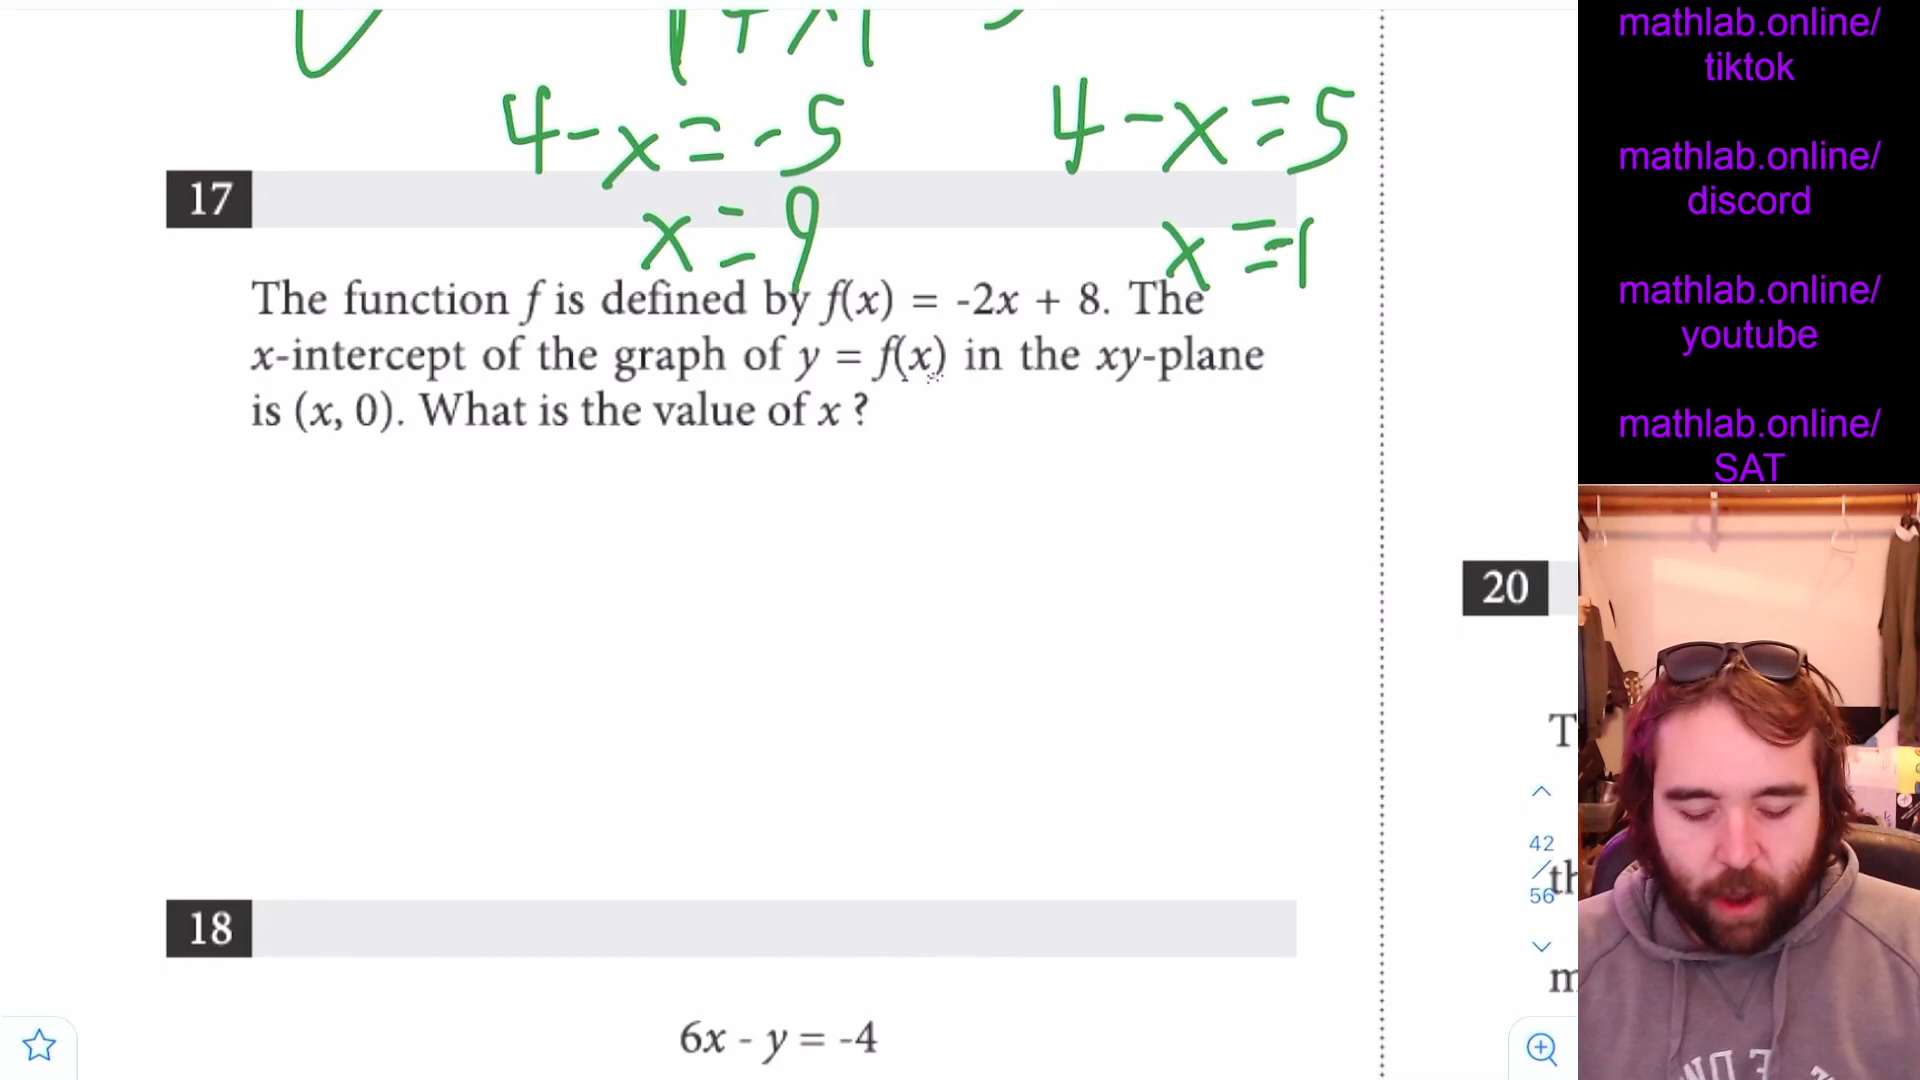 4-x=-5
4-x=5
17
x=9
x=-1
The function f is defined by f(x) = -2x + 8. The
x-intercept of the graph of y = f(x) in the xy-plane
is (x, 0). What is the value of x ?
18
6x - y = -4
20
T
th
m
42
56
mathlab.online/
tiktok
mathlab.online/
discord
mathlab.online/
youtube
mathlab.online/
SAT